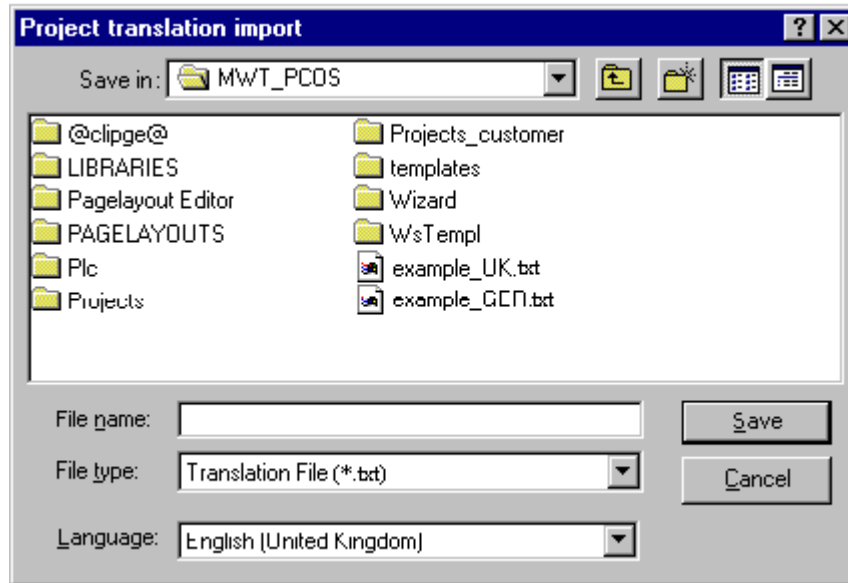 Project translation import
Save in: MWT_PCOS
@clipge@ Projects_customer
LIBRARIES templates
Pagelayout Editor Wizard
PAGELAYOUTS WsTempl
Plc example_UK.txt
Projects example_GER.txt
File name: Save
File type: Translation File (*.txt) Cancel
Language: English (United Kingdom)